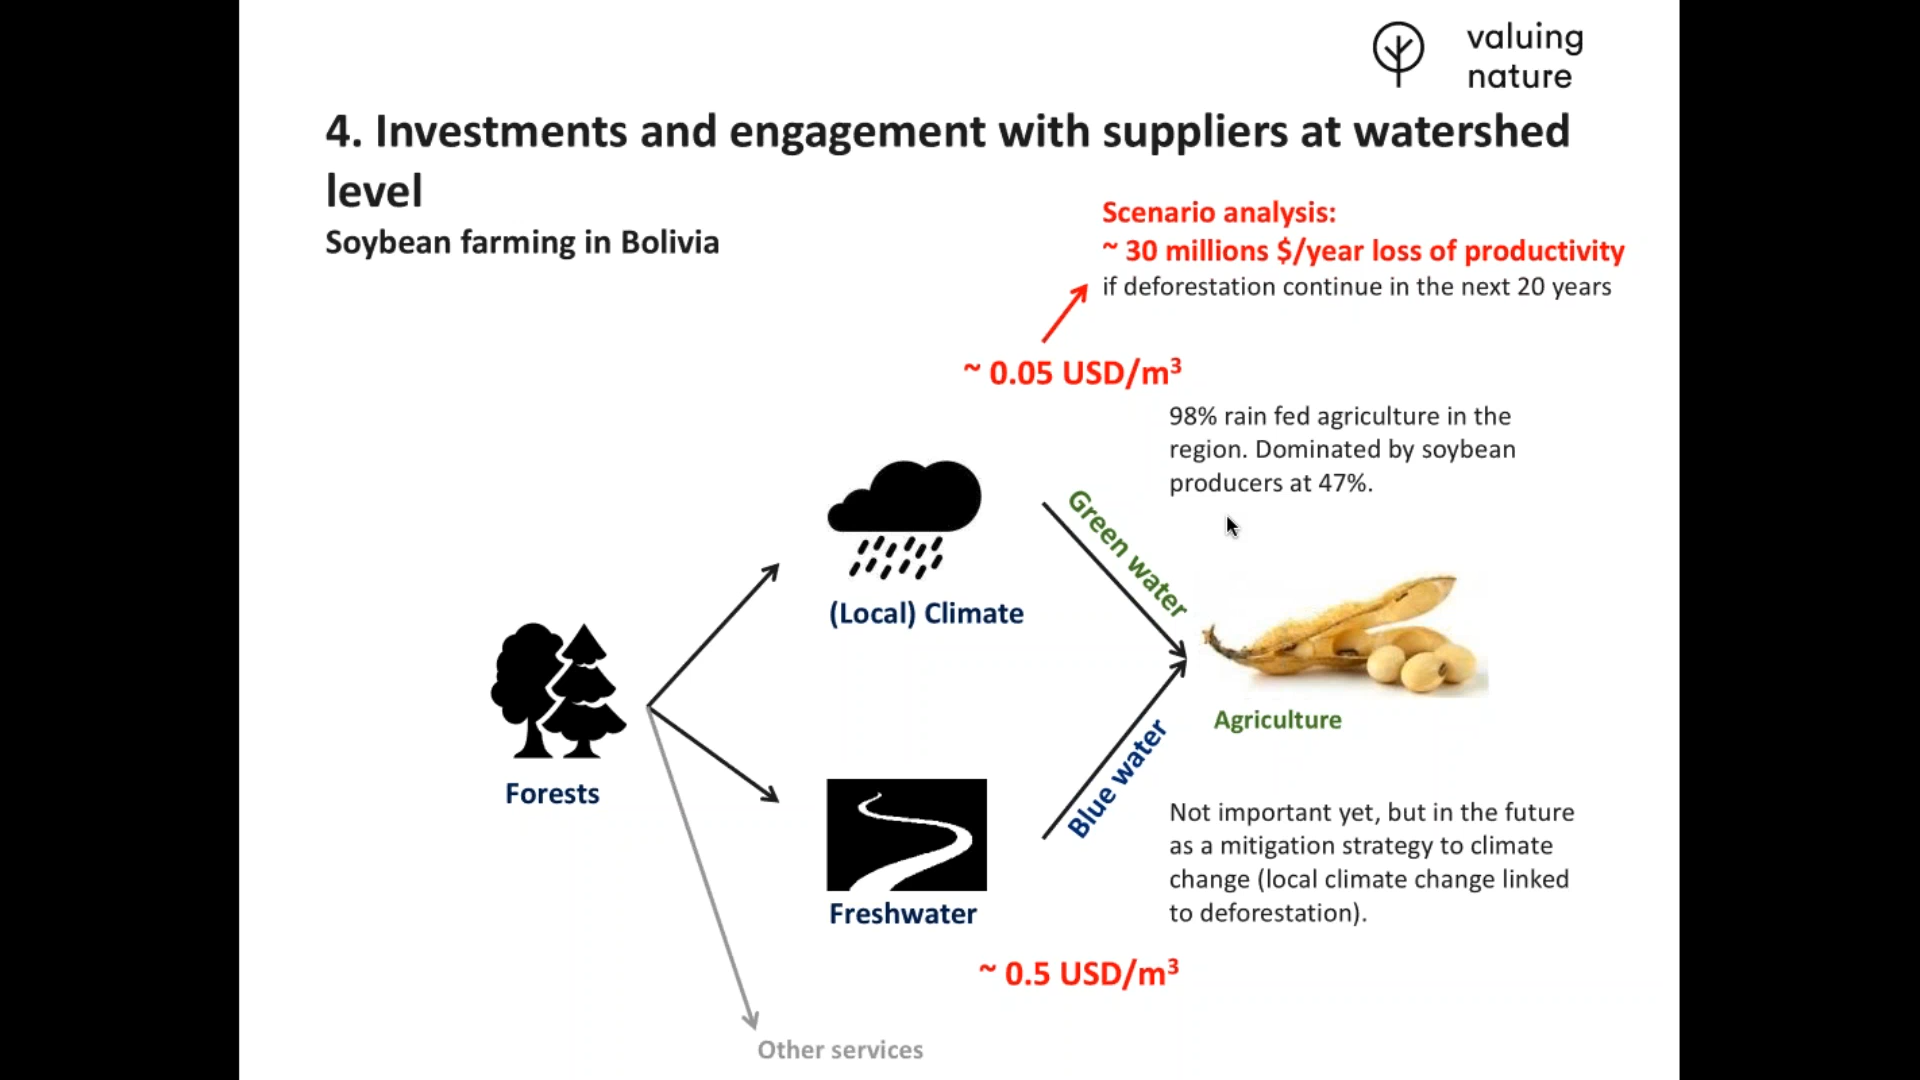 valuing
nature
4. Investments and engagement with suppliers at watershed
level
Soybean farming in Bolivia
Scenario analysis:
~ 30 millions $/year loss of productivity
if deforestation continue in the next 20 years
~ 0.05 USD/m³
98% rain fed agriculture in the
region. Dominated by soybean
producers at 47%.
Green water
(Local) Climate
Forests
Agriculture
Blue water
Not important yet, but in the future
as a mitigation strategy to climate
change (local climate change linked
to deforestation).
Freshwater
~ 0.5 USD/m³
Other services